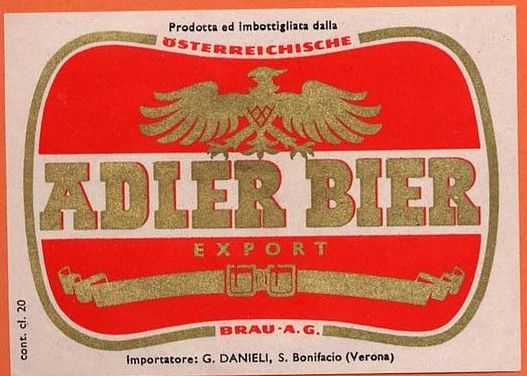 Prodotta ed imbottigliata dalla
ÖSTERREICHISCHE
ADLER BIER
EXPORT
BRAU·A.G.
Importatore: G. DANIELI, S. Bonifacio (Verona)
cont. cl. 20